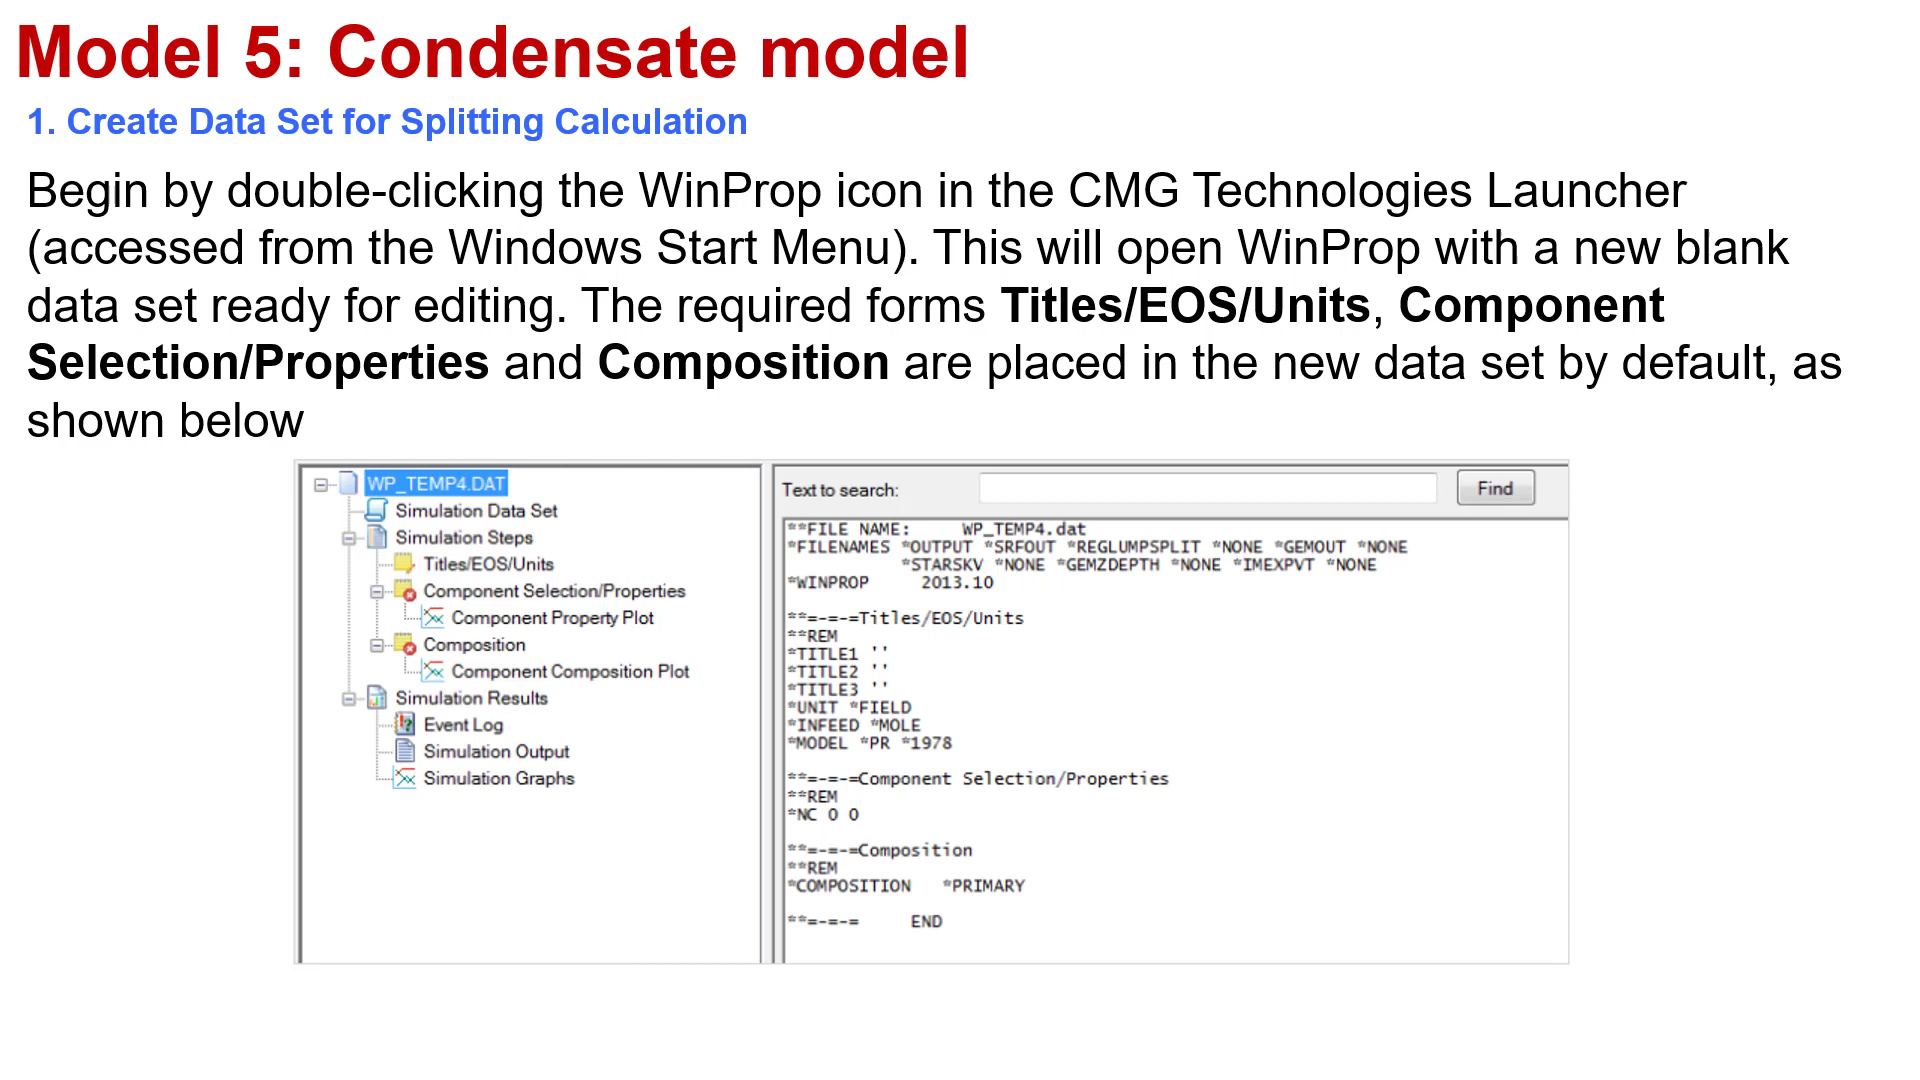 Model 5: Condensate model
1. Create Data Set for Splitting Calculation
Begin by double-clicking the WinProp icon in the CMG Technologies Launcher
(accessed from the Windows Start Menu). This will open WinProp with a new blank
data set ready for editing. The required forms Titles/EOS/Units, Component
Selection/Properties and Composition are placed in the new data set by default, as
shown below
WP_TEMP4.DAT
Simulation Data Set
Simulation Steps
Titles/EOS/Units
Component Selection/Properties
Component Property Plot
Composition
Component Composition Plot
Simulation Results
Event Log
Simulation Output
Simulation Graphs
Text to search:
Find
**FILE NAME: WP_TEMP4.dat
*FILENAMES *OUTPUT *SRFOUT *REGLUMPSPLIT *NONE *GEMOUT *NONE
*STARSKV *NONE *GEMZDEPTH *NONE *IMEXPVT *NONE
*WINPROP 2013.10
**=-=-=Titles/EOS/Units
**REM
*TITLE1 ''
*TITLE2 ''
*TITLE3 ''
*UNIT *FIELD
*INFEED *MOLE
*MODEL *PR *1978
**=-=-=Component Selection/Properties
**REM
*NC 0 0
**=-=-=Composition
**REM
*COMPOSITION *PRIMARY
**=-=-= END